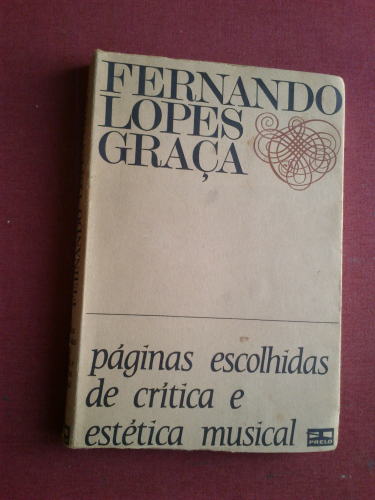 FERNANDO
LOPES
GRAÇA
páginas escolhidas
de crítica e
estética musical
PRELO